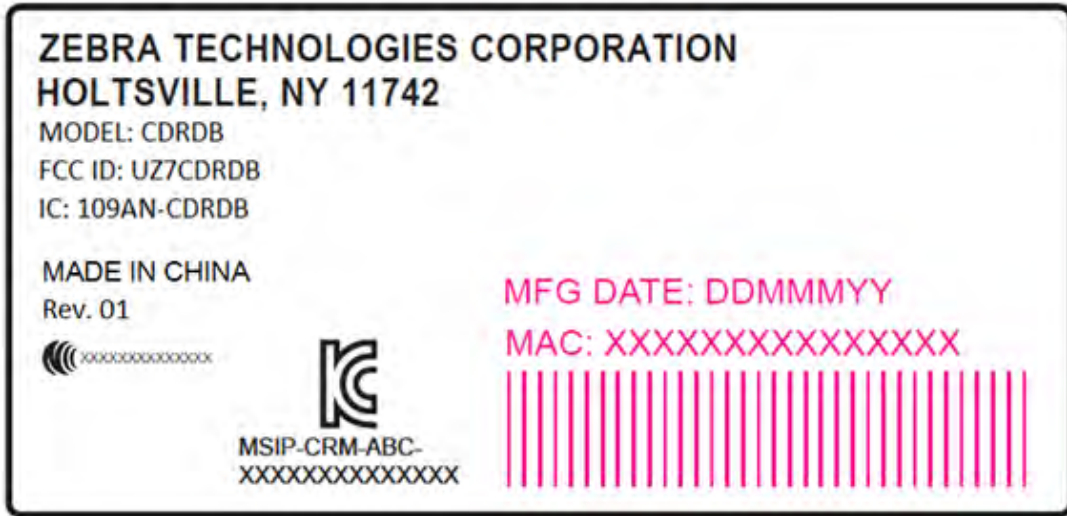 ZEBRA TECHNOLOGIES CORPORATION
HOLTSVILLE, NY 11742
MODEL: CDRDB
FCC ID: UZ7CDRDB
IC: 109AN-CDRDB
MADE IN CHINA
Rev. 01
XXXXXXXXXXXXXX
MSIP-CRM-ABC-
XXXXXXXXXXXXXX
MFG DATE: DDMMMYY
MAC: XXXXXXXXXXXXXXX